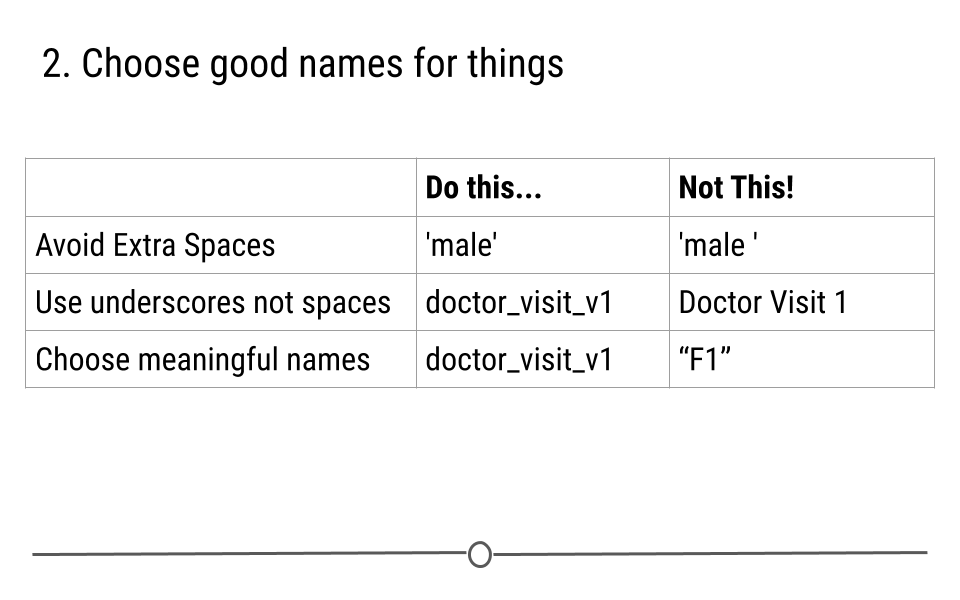 2. Choose good names for things
Do this... Not This!
Avoid Extra Spaces 'male' 'male '
Use underscores not spaces doctor_visit_v1 Doctor Visit 1
Choose meaningful names doctor_visit_v1 “F1”